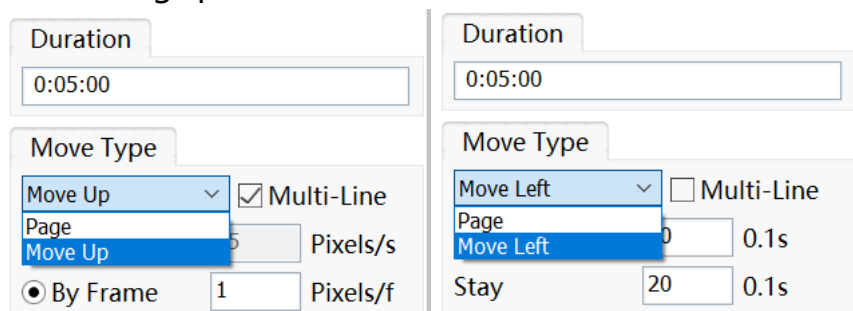 Duration
0:05:00
Move Type
Move Up
Multi-Line
Page
Move Up
Pixels/s
By Frame
1
Pixels/f
Duration
0:05:00
Move Type
Move Left
Multi-Line
Page
Move Left
0.1s
Stay
20
0.1s